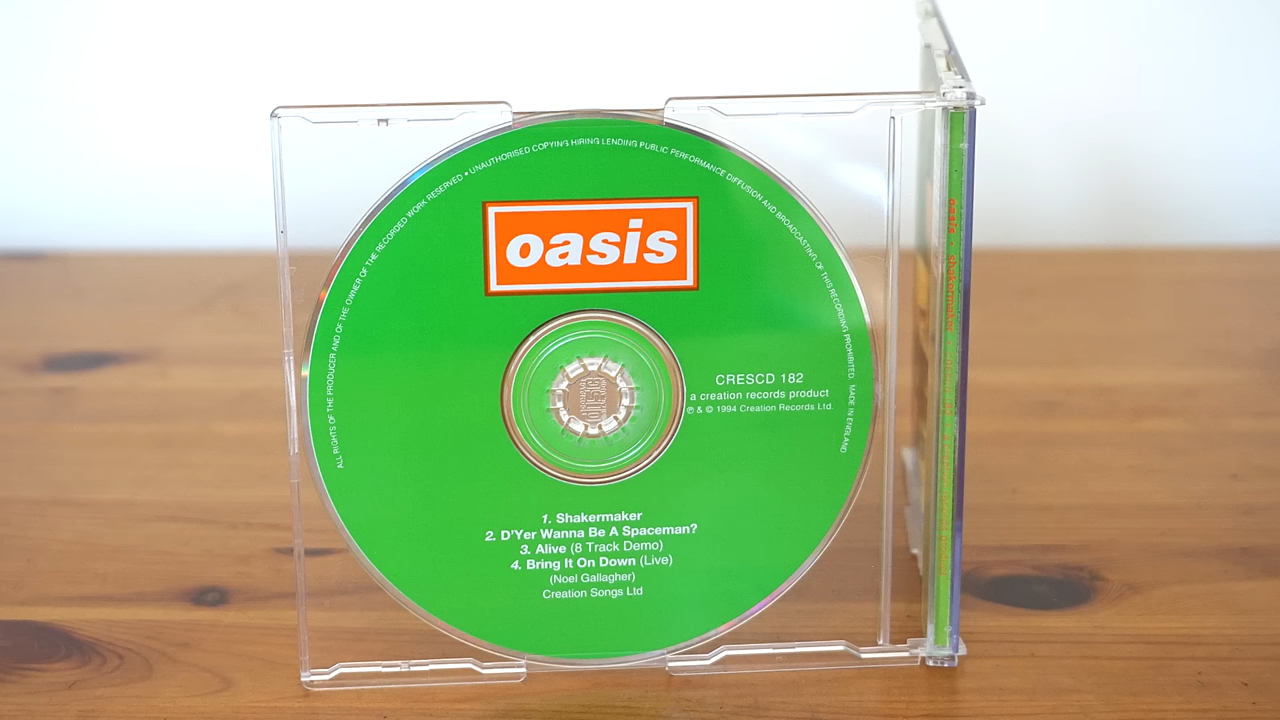 ALL RIGHTS OF THE PRODUCER AND OF THE OWNER OF THE RECORDED WORK RESERVED • UNAUTHORISED COPYING HIRING LENDING PUBLIC PERFORMANCE DIFFUSION AND BROADCASTING OF THIS RECORDING PROHIBITED. MADE IN ENGLAND
oasis
CRESCD 182
a creation records product
℗ & © 1994 Creation Records Ltd.
1. Shakermaker
2. D'Yer Wanna Be A Spaceman?
3. Alive (8 Track Demo)
4. Bring It On Down (Live)
(Noel Gallagher)
Creation Songs Ltd
oasis • shakermaker